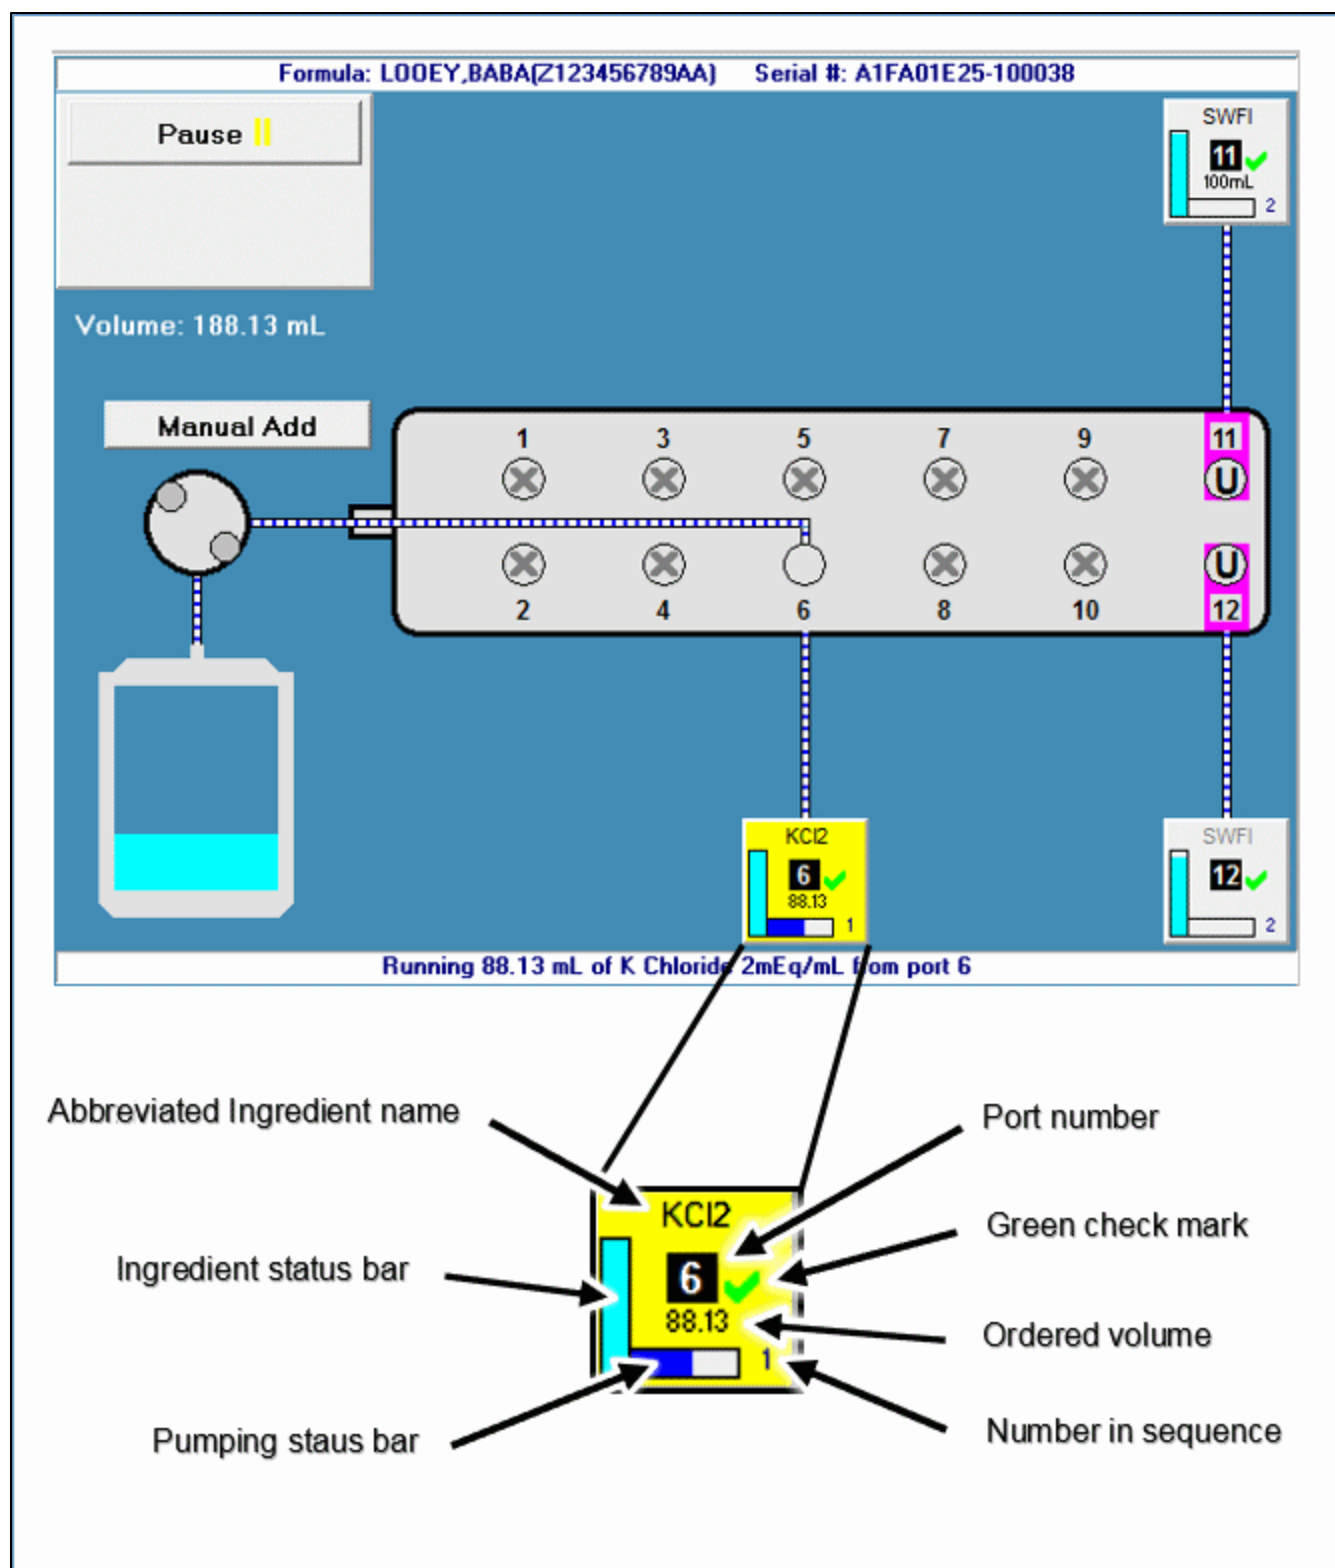 Formula: LOOEY,BABA(Z123456789AA) Serial #: A1FA01E25-100038
Pause
SWFI
11
100mL
2
Volume: 188.13 mL
Manual Add
1 3 5 7 9 11
U
U
2 4 6 8 10 12
KCl2
6
88.13
1
SWFI
12
2
Running 88.13 mL of K Chloride 2mEq/mL from port 6
Abbreviated Ingredient name
Port number
KCl2
Green check mark
Ingredient status bar
6
88.13
Ordered volume
1
Pumping staus bar
Number in sequence